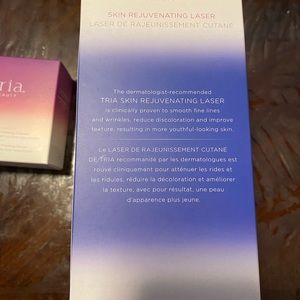 SKIN REJUVENATING LASER
LASER DE RAJEUNISSEMENT CUTANÉ
tria.
BEAUTY
The dermatologist-recommended
TRIA SKIN REJUVENATING LASER
is clinically proven to smooth fine lines
and wrinkles, reduce discoloration and improve
texture, resulting in more youthful-looking skin.
Le LASER DE RAJEUNISSEMENT CUTANÉ
DE TRIA recommandé par les dermatologues est
rouvé cliniquement pour atténuer les rides et
les ridules, réduire la décoloration et améliorer
la texture, avec pour résultat, une peau
d'apparence plus jeune.